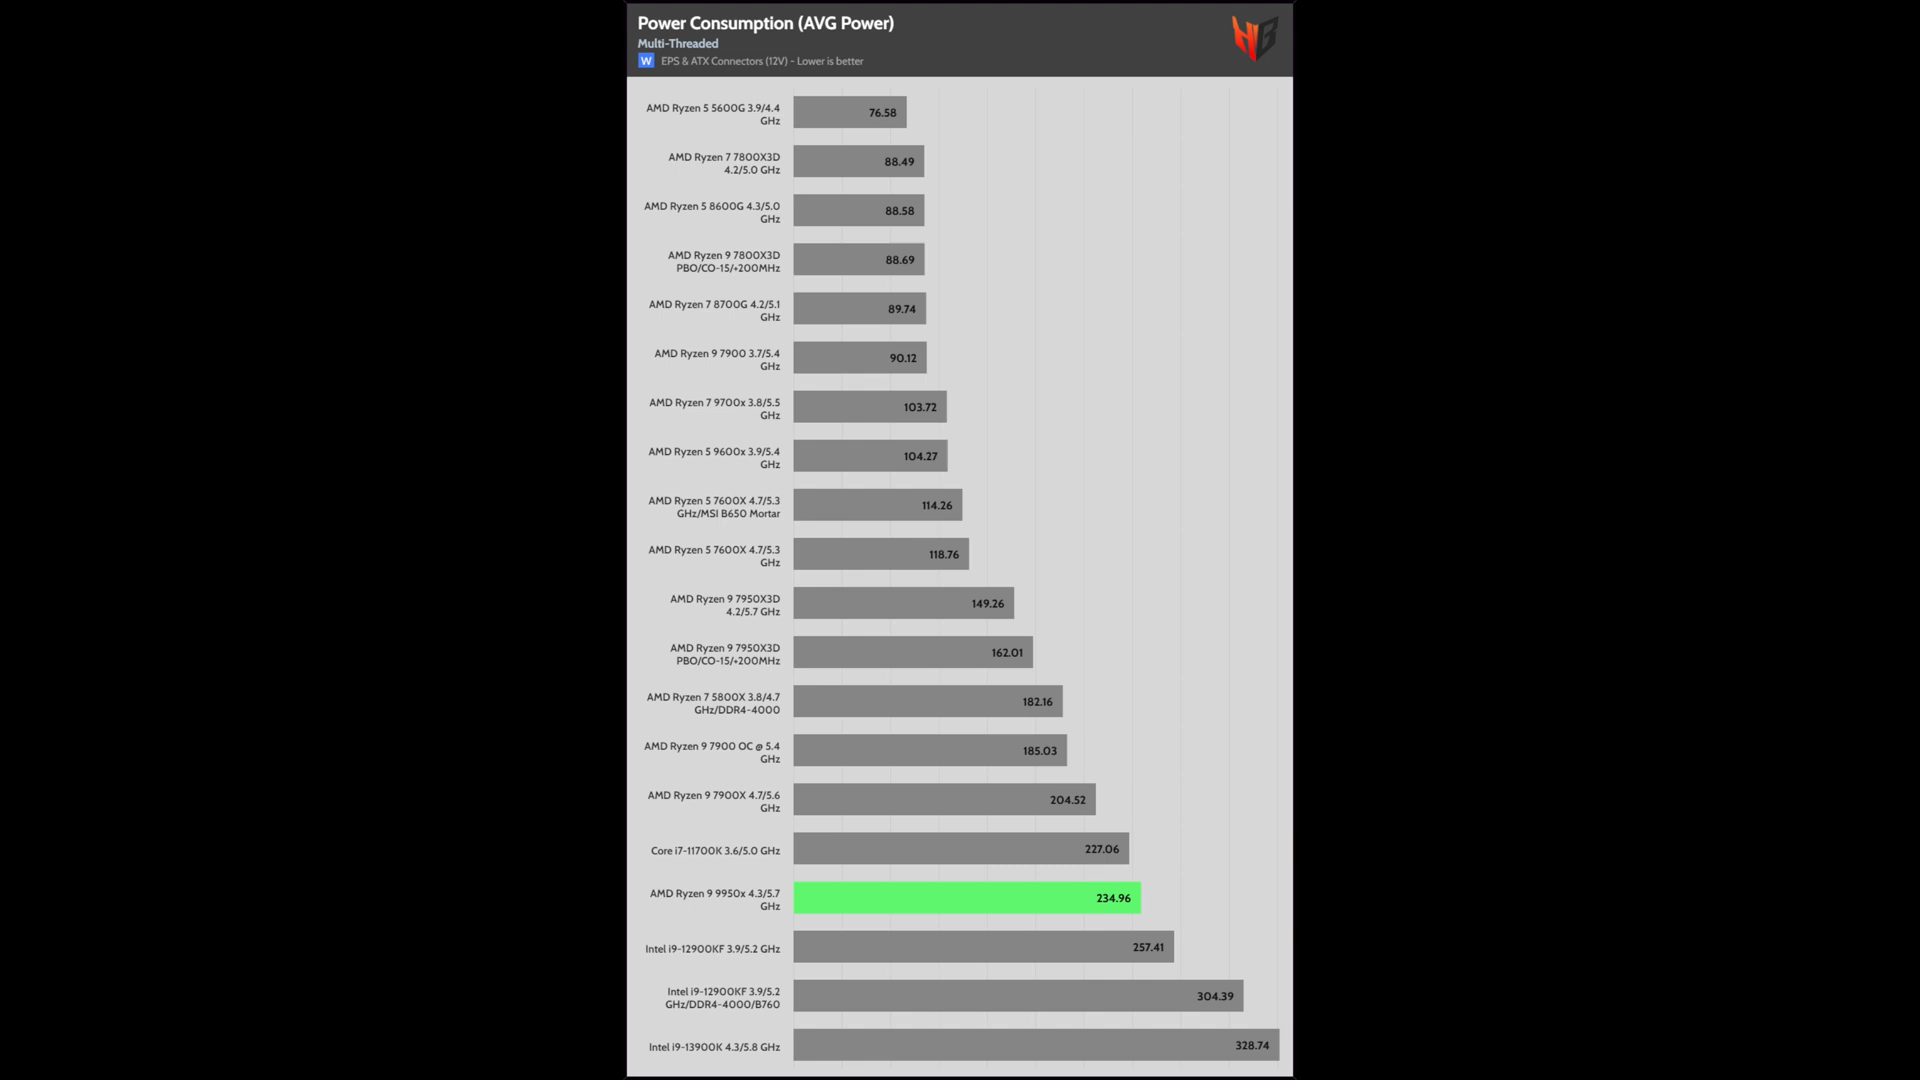 Power Consumption (AVG Power)
Multi-Threaded
W EPS & ATX Connectors (12V) - Lower is better
AMD Ryzen 5 5600G 3.9/4.4
GHz
76.58
AMD Ryzen 7 7800X3D
4.2/5.0 GHz
88.49
AMD Ryzen 5 8600G 4.3/5.0
GHz
88.58
AMD Ryzen 9 7800X3D
PBO/CO-15/+200MHz
88.69
AMD Ryzen 7 8700G 4.2/5.1
GHz
89.74
AMD Ryzen 9 7900 3.7/5.4
GHz
90.12
AMD Ryzen 7 9700x 3.8/5.5
GHz
103.72
AMD Ryzen 5 9600x 3.9/5.4
GHz
104.27
AMD Ryzen 5 7600X 4.7/5.3
GHz/MSI B650 Mortar
114.26
AMD Ryzen 5 7600X 4.7/5.3
GHz
118.76
AMD Ryzen 9 7950X3D
4.2/5.7 GHz
149.26
AMD Ryzen 9 7950X3D
PBO/CO-15/+200MHz
162.01
AMD Ryzen 7 5800X 3.8/4.7
GHz/DDR4-4000
182.16
AMD Ryzen 9 7900 OC @ 5.4
GHz
185.03
AMD Ryzen 9 7900X 4.7/5.6
GHz
204.52
Core i7-11700K 3.6/5.0 GHz
227.06
AMD Ryzen 9 9950x 4.3/5.7
GHz
234.96
Intel i9-12900KF 3.9/5.2 GHz
257.41
Intel i9-12900KF 3.9/5.2
GHz/DDR4-4000/B760
304.39
Intel i9-13900K 4.3/5.8 GHz
328.74